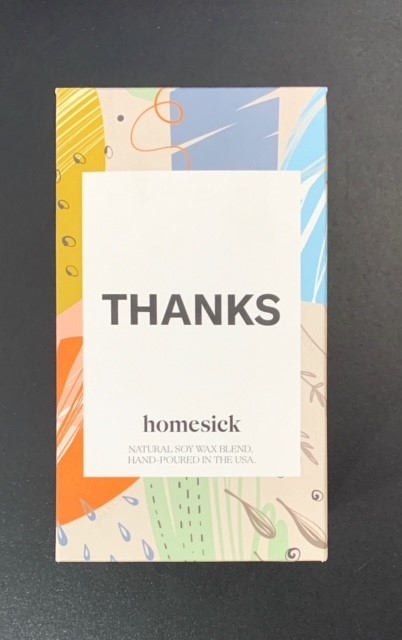 THANKS
homesick
NATURAL SOY WAX BLEND,
HAND-POURED IN THE USA.